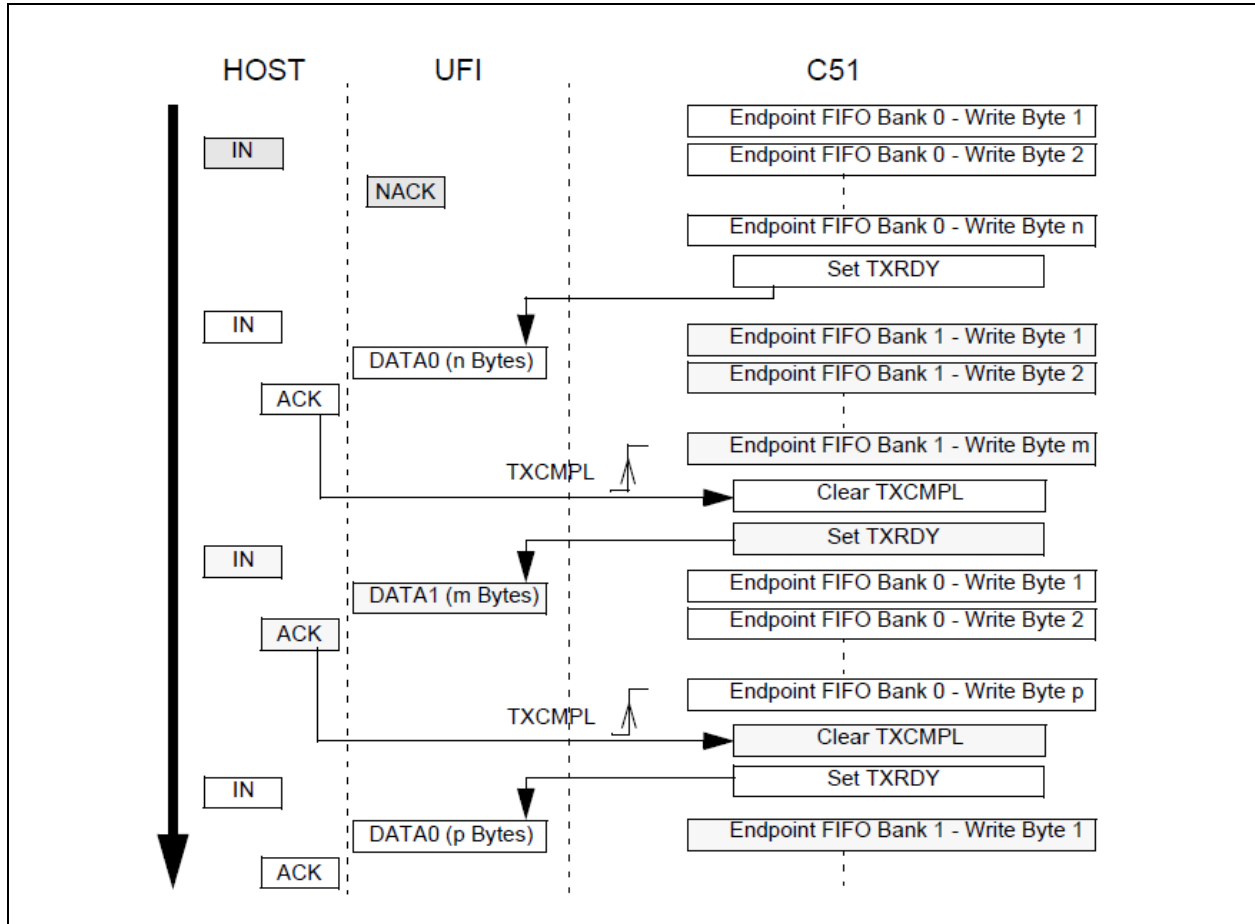 HOST UFI C51
Endpoint FIFO Bank 0 - Write Byte 1
IN
Endpoint FIFO Bank 0 - Write Byte 2
NACK
Endpoint FIFO Bank 0 - Write Byte n
Set TXRDY
IN
Endpoint FIFO Bank 1 - Write Byte 1
DATA0 (n Bytes)
Endpoint FIFO Bank 1 - Write Byte 2
ACK
Endpoint FIFO Bank 1 - Write Byte m
TXCMPL
Clear TXCMPL
Set TXRDY
IN
Endpoint FIFO Bank 0 - Write Byte 1
DATA1 (m Bytes)
Endpoint FIFO Bank 0 - Write Byte 2
ACK
Endpoint FIFO Bank 0 - Write Byte p
TXCMPL
Clear TXCMPL
Set TXRDY
IN
DATA0 (p Bytes)
Endpoint FIFO Bank 1 - Write Byte 1
ACK